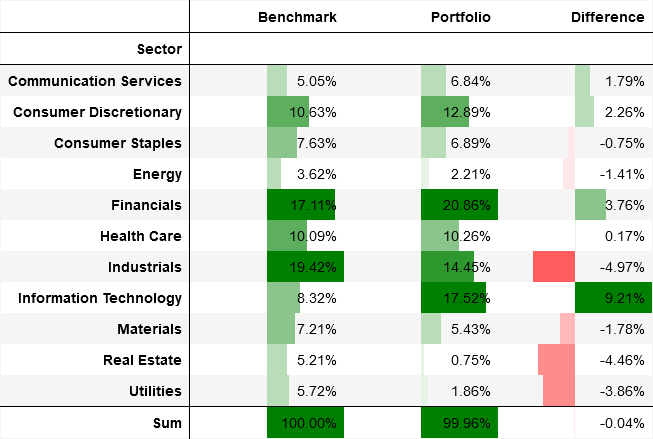 Benchmark Portfolio Difference
Sector
Communication Services 5.05% 6.84% 1.79%
Consumer Discretionary 10.63% 12.89% 2.26%
Consumer Staples 7.63% 6.89% -0.75%
Energy 3.62% 2.21% -1.41%
Financials 17.11% 20.86% 3.76%
Health Care 10.09% 10.26% 0.17%
Industrials 19.42% 14.45% -4.97%
Information Technology 8.32% 17.52% 9.21%
Materials 7.21% 5.43% -1.78%
Real Estate 5.21% 0.75% -4.46%
Utilities 5.72% 1.86% -3.86%
Sum 100.00% 99.96% -0.04%